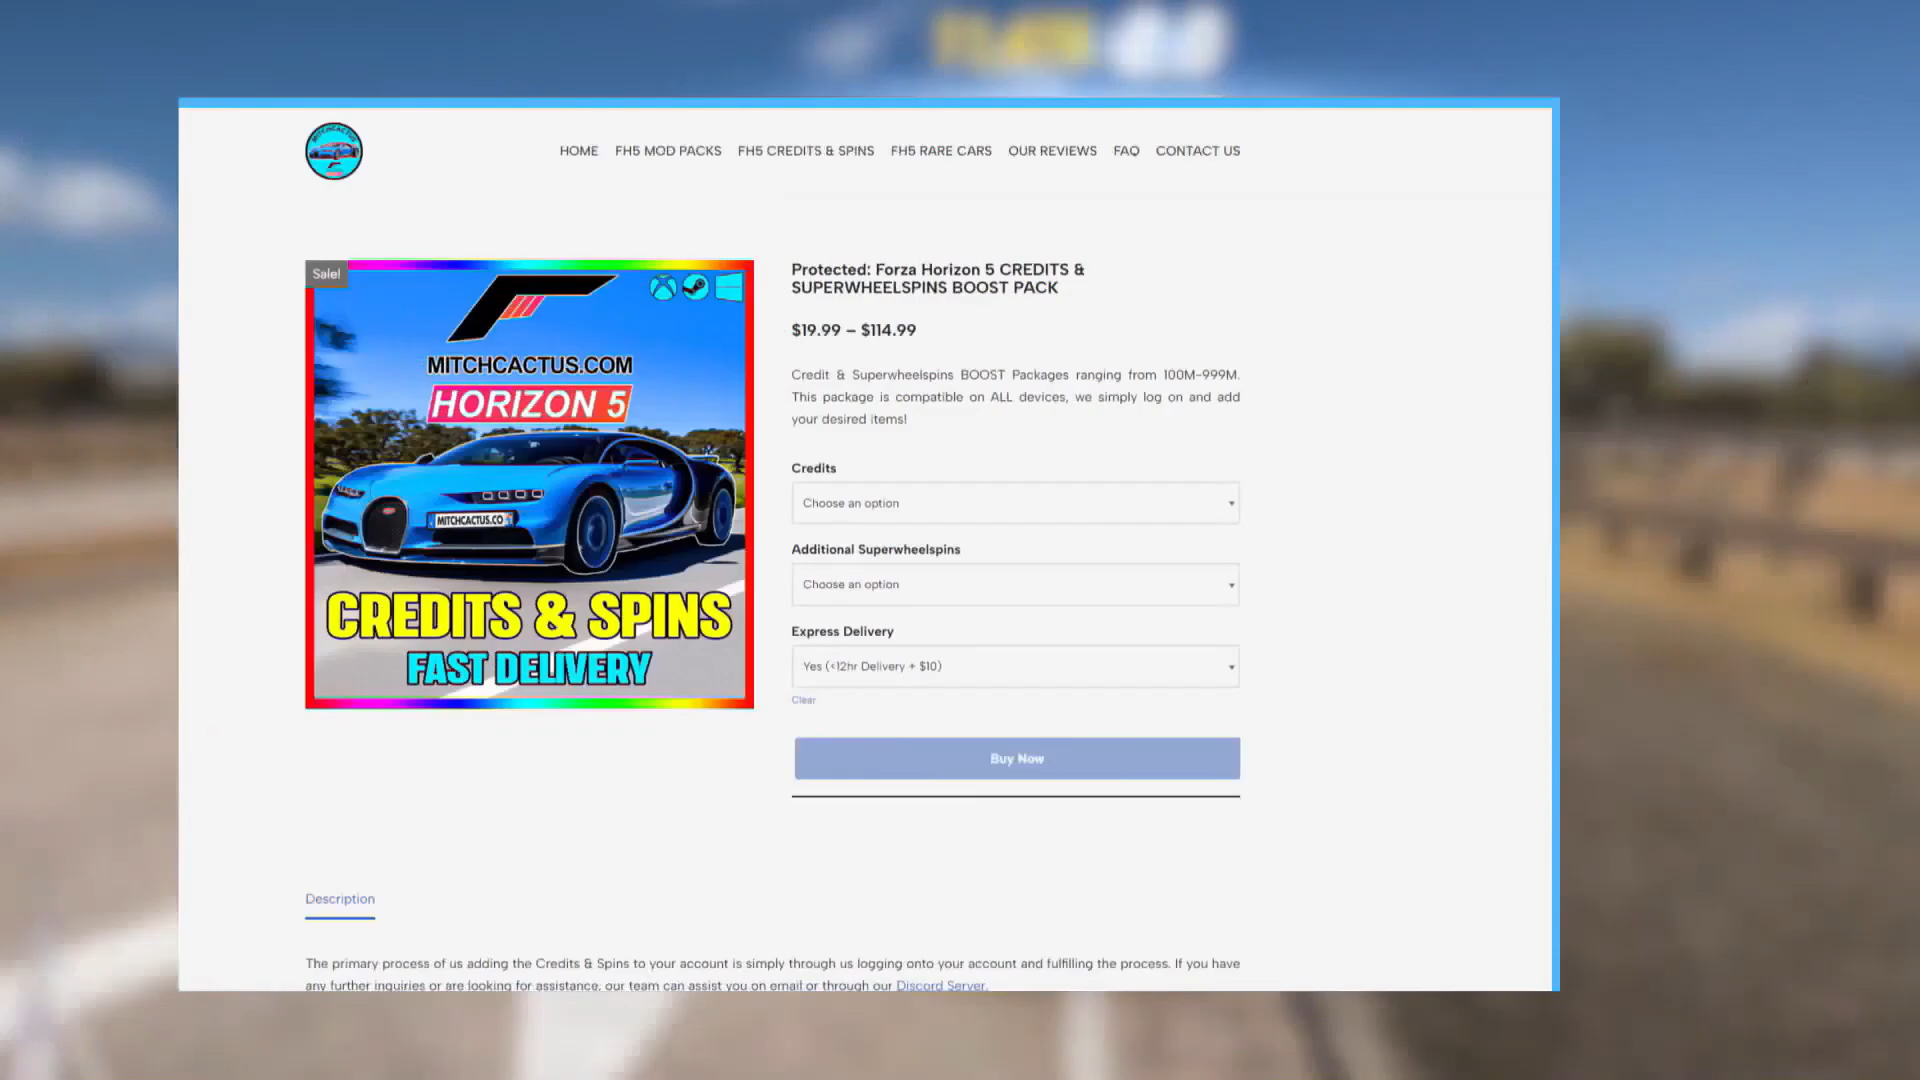 MITCHCACTUS
HOME FH5 MOD PACKS FH5 CREDITS & SPINS FH5 RARE CARS OUR REVIEWS FAQ CONTACT US
Sale!
MITCHCACTUS.COM
HORIZON 5
MITCHCACTUS.CO
CREDITS & SPINS
FAST DELIVERY
Protected: Forza Horizon 5 CREDITS &
SUPERWHEELSPINS BOOST PACK
$19.99 – $114.99
Credit & Superwheelspins BOOST Packages ranging from 100M-999M.
This package is compatible on ALL devices, we simply log on and add
your desired items!
Credits
Choose an option
Additional Superwheelspins
Choose an option
Express Delivery
Yes (<12hr Delivery + $10)
Clear
Buy Now
Description
The primary process of us adding the Credits & Spins to your account is simply through us logging onto your account and fulfilling the process. If you have
any further inquiries or are looking for assistance, our team can assist you on email or through our Discord Server.